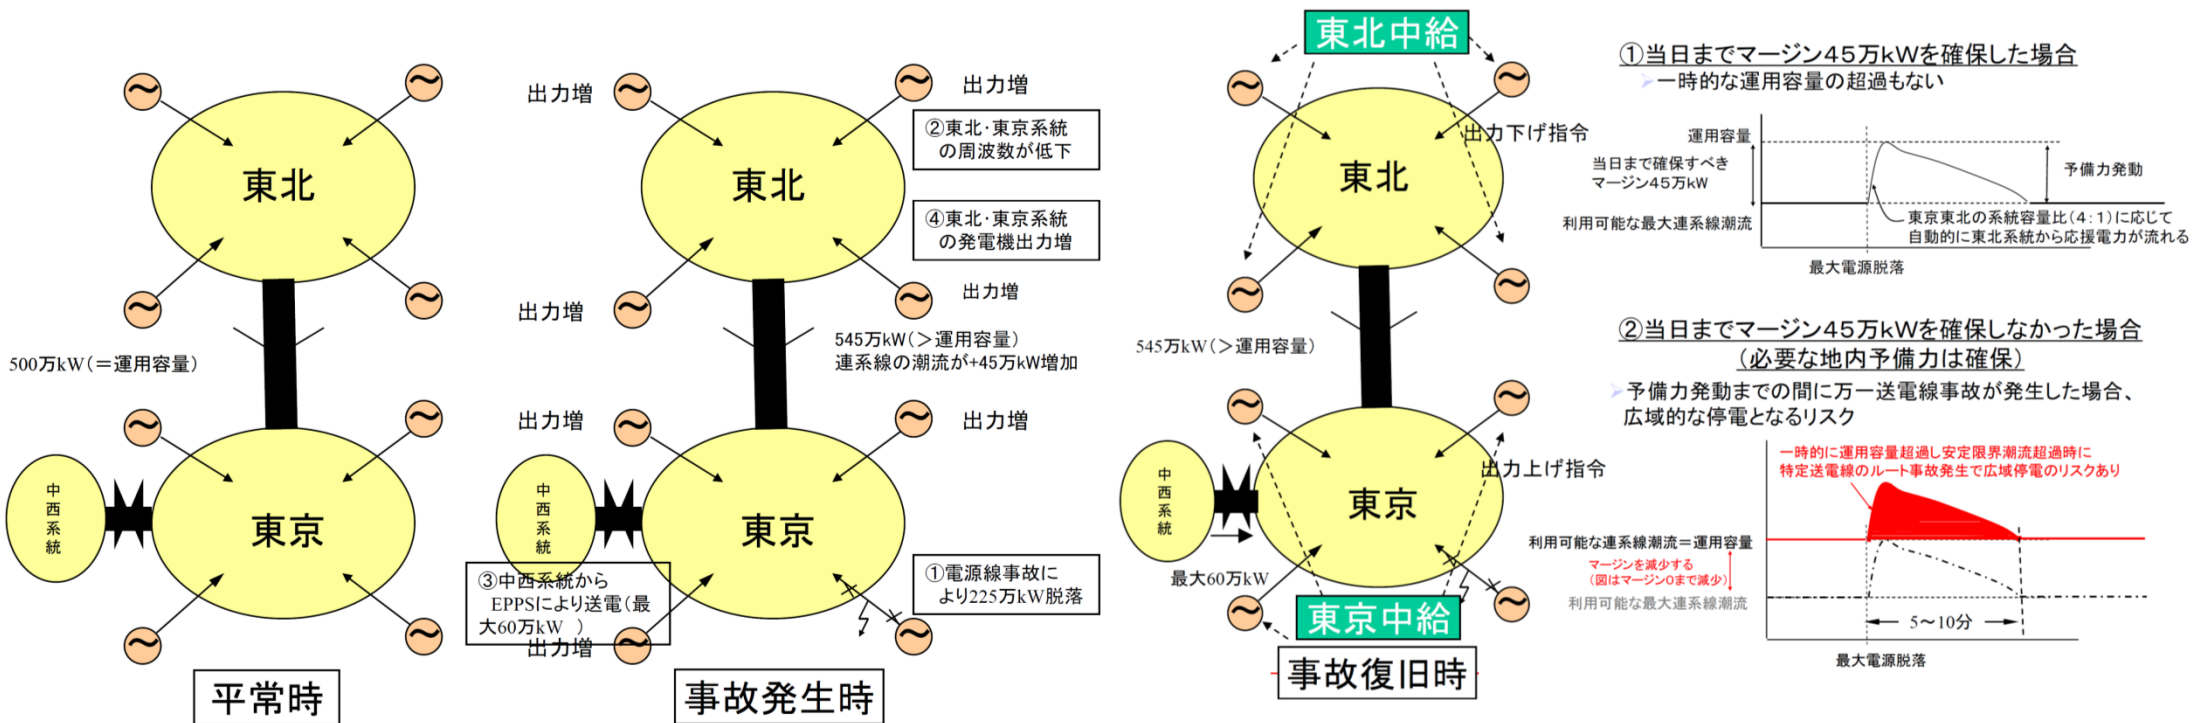 東北
500万kW(=運用容量)
中西系統
東京
平常時
出力増
出力増
②東北・東京系統
の周波数が低下
東北
④東北・東京系統
の発電機出力増
出力増
出力増
545万kW(>運用容量)
連系線の潮流が+45万kW増加
出力増
出力増
中西系統
東京
③中西系統から
EPPSにより送電(最
大60万kW )
出力増
①電源線事故に
より225万kW脱落
事故発生時
東北中給
出力下げ指令
東北
545万kW(>運用容量)
中西系統
出力上げ指令
東京
最大60万kW
東京中給
事故復旧時
①当日までマージン45万kWを確保した場合
➢一時的な運用容量の超過もない
運用容量
当日まで確保すべき
マージン45万kW
予備力発動
利用可能な最大連系線潮流
東京東北の系統容量比(4:1)に応じて
自動的に東北系統から応援電力が流れる
最大電源脱落
②当日までマージン45万kWを確保しなかった場合
(必要な地内予備力は確保)
➢予備力発動までの間に万一送電線事故が発生した場合、
広域的な停電となるリスク
一時的に運用容量超過し安定限界潮流超過時に
特定送電線のルート事故発生で広域停電のリスクあり
利用可能な連系線潮流=運用容量
マージンを減少する
(図はマージン0まで減少)
利用可能な最大連系線潮流
5～10分
最大電源脱落